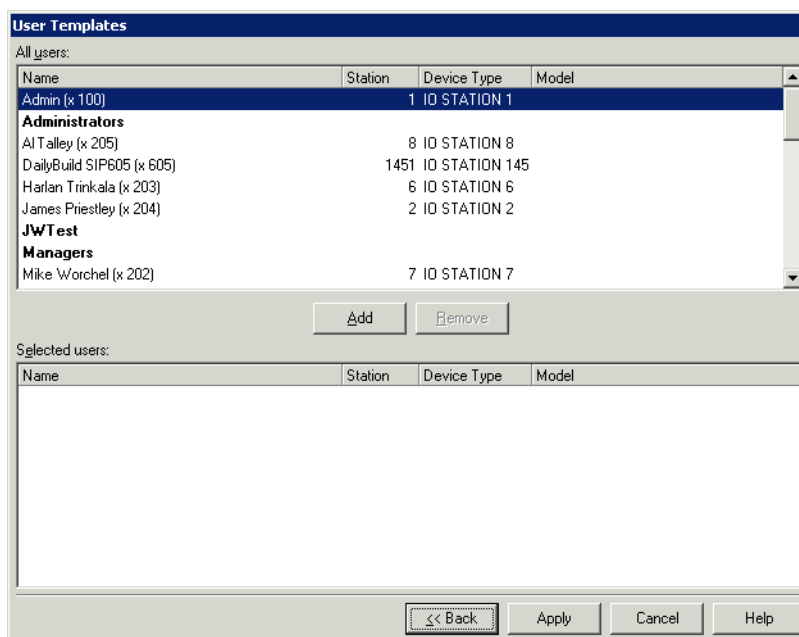 User Templates
All users:
Name Station Device Type Model
Admin (x 100) 1 IO STATION 1
Administrators
Al Talley (x 205) 8 IO STATION 8
DailyBuild SIP605 (x 605) 1451 IO STATION 145
Harlan Trinkala (x 203) 6 IO STATION 6
James Priestley (x 204) 2 IO STATION 2
JWTest
Managers
Mike Worchel (x 202) 7 IO STATION 7
Add Remove
Selected users:
Name Station Device Type Model
<< Back Apply Cancel Help